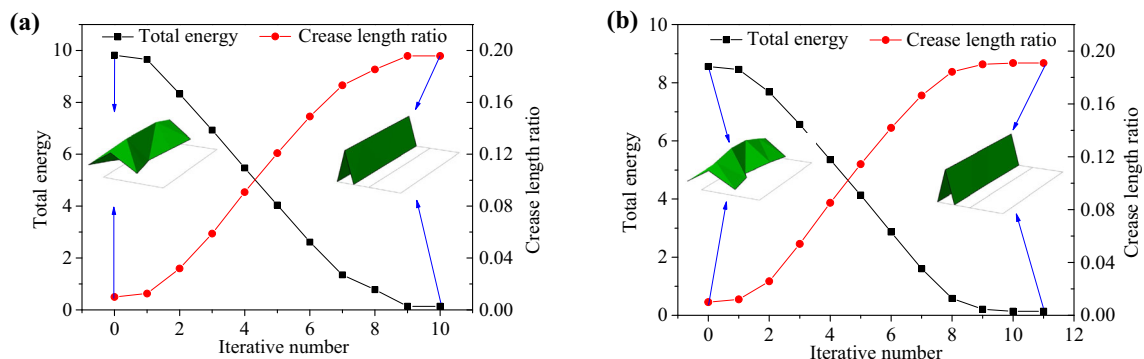 (a)
Total energy
Crease length ratio
10
8
6
4
2
0
Total energy
0.20
0.16
0.12
0.08
0.04
0.00
Crease length ratio
0 2 4 6 8 10
Iterative number
(b)
Total energy
Crease length ratio
10
8
6
4
2
0
Total energy
0.20
0.16
0.12
0.08
0.04
0.00
Crease length ratio
0 2 4 6 8 10 12
Iterative number